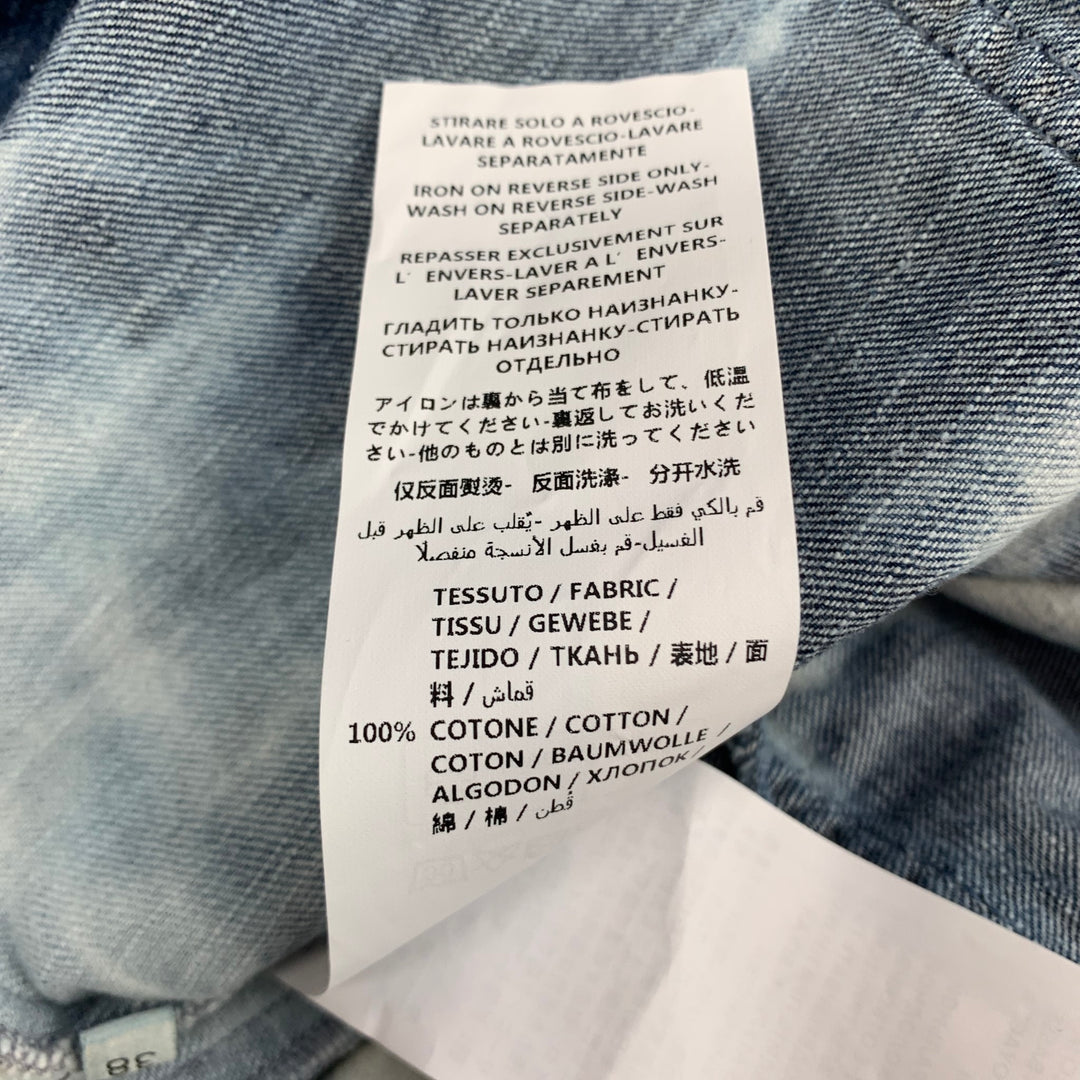 STIRARE SOLO A ROVESCIO-
LAVARE A ROVESCIO-LAVARE
SEPARATAMENTE
IRON ON REVERSE SIDE ONLY-
WASH ON REVERSE SIDE-WASH
SEPARATELY
REPASSER EXCLUSIVEMENT SUR
L' ENVERS-LAVER A L' ENVERS-
LAVER SEPAREMENT
ГЛАДИТЬ ТОЛЬКО НАИЗНАНКУ-
СТИРАТЬ НАИЗНАНКУ-СТИРАТЬ
ОТДЕЛЬНО
アイロンは裏から当て布をして、低温
でかけてください-裏返してお洗いくだ
さい-他のものとは別に洗ってください
仅反面熨烫- 反面洗涤- 分开水洗
قم بالكي فقط على الظهر -يُقلب على الظهر قبل
الغسيل-قم بغسل الأنسجة منفصلًا
TESSUTO / FABRIC /
TISSU / GEWEBE /
TEJIDO / ТКАНЬ / 表地 / 面
料 / قماش
100% COTONE / COTTON /
COTON / BAUMWOLLE /
ALGODON / ХЛОПОК /
綿 / 棉 / قُطن
38